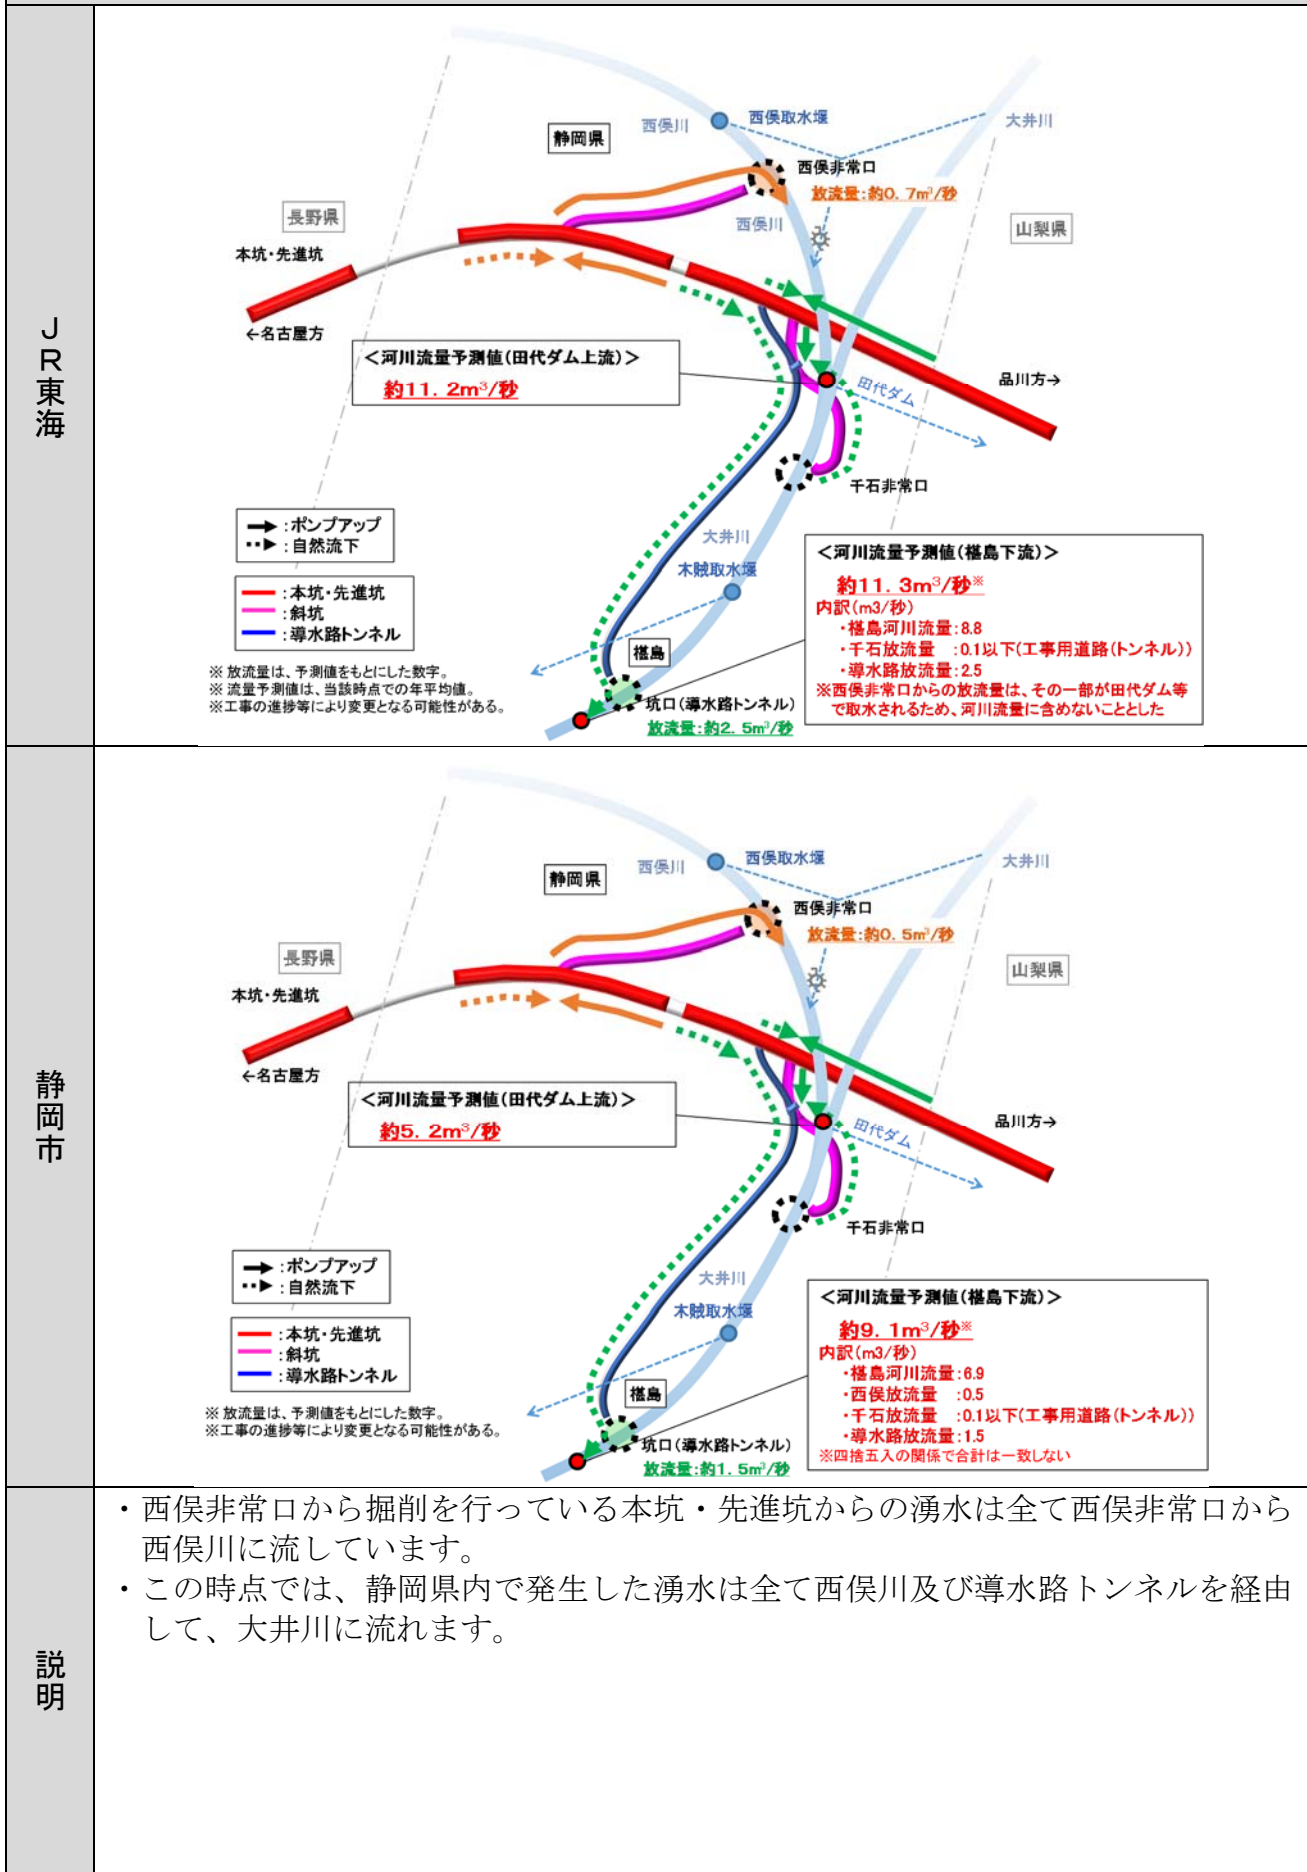 JR東海
静岡県
西俣川
西俣取水堰
大井川
西俣非常口
放流量:約0.7m³/秒
長野県
西俣川
山梨県
本坑・先進坑
←名古屋方
<河川流量予測値(田代ダム上流)>
約11.2m³/秒
田代ダム
品川方→
千石非常口
:ポンプアップ
:自然流下
大井川
木賊取水堰
:本坑・先進坑
:斜坑
:導水路トンネル
<河川流量予測値(椹島下流)>
約11.3m³/秒※
内訳(m3/秒)
・椹島河川流量:8.8
・千石放流量 :0.1以下(工事用道路(トンネル))
・導水路放流量:2.5
※西俣非常口からの放流量は、その一部が田代ダム等
で取水されるため、河川流量に含めないこととした
椹島
※ 放流量は、予測値をもとにした数字。
※ 流量予測値は、当該時点での年平均値。
※工事の進捗等により変更となる可能性がある。
坑口(導水路トンネル)
放流量:約2.5m³/秒
静岡市
静岡県
西俣川
西俣取水堰
大井川
西俣非常口
放流量:約0.5m³/秒
長野県
山梨県
本坑・先進坑
←名古屋方
<河川流量予測値(田代ダム上流)>
約5.2m³/秒
田代ダム
品川方→
千石非常口
:ポンプアップ
:自然流下
大井川
木賊取水堰
:本坑・先進坑
:斜坑
:導水路トンネル
<河川流量予測値(椹島下流)>
約9.1m³/秒※
内訳(m3/秒)
・椹島河川流量:6.9
・西俣放流量 :0.5
・千石放流量 :0.1以下(工事用道路(トンネル))
・導水路放流量:1.5
※四捨五入の関係で合計は一致しない
椹島
※ 放流量は、予測値をもとにした数字。
※工事の進捗等により変更となる可能性がある。
坑口(導水路トンネル)
放流量:約1.5m³/秒
説明
・西俣非常口から掘削を行っている本坑・先進坑からの湧水は全て西俣非常口から
西俣川に流しています。
・この時点では、静岡県内で発生した湧水は全て西俣川及び導水路トンネルを経由
して、大井川に流れます。